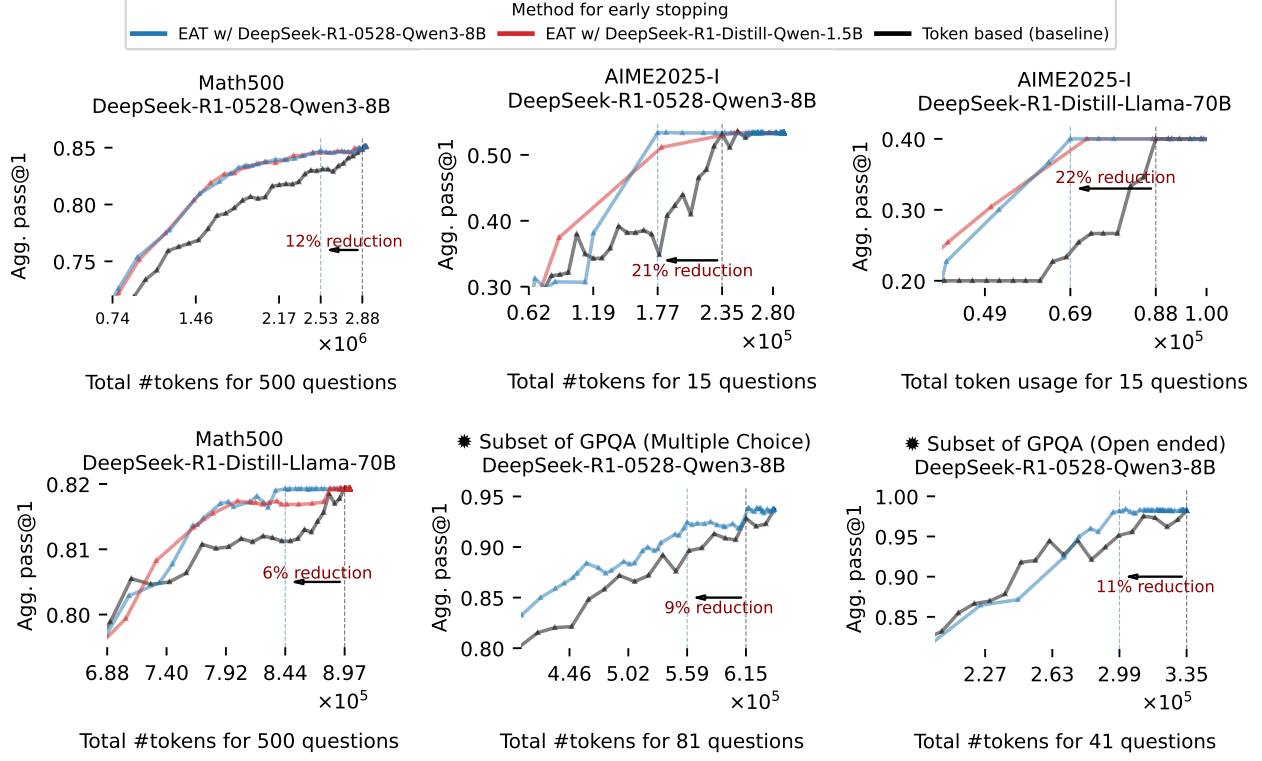 Method for early stopping
EAT w/ DeepSeek-R1-0528-Qwen3-8B EAT w/ DeepSeek-R1-Distill-Qwen-1.5B Token based (baseline)
Math500
DeepSeek-R1-0528-Qwen3-8B
Agg. pass@1
0.85
0.80
0.75
12% reduction
0.74 1.46 2.17 2.53 2.88
×10⁶
Total #tokens for 500 questions
AIME2025-I
DeepSeek-R1-0528-Qwen3-8B
Agg. pass@1
0.50
0.40
0.30
21% reduction
0.62 1.19 1.77 2.35 2.80
×10⁵
Total #tokens for 15 questions
AIME2025-I
DeepSeek-R1-Distill-Llama-70B
Agg. pass@1
0.40
0.30
0.20
22% reduction
0.49 0.69 0.88 1.00
×10⁵
Total token usage for 15 questions
Math500
DeepSeek-R1-Distill-Llama-70B
Agg. pass@1
0.82
0.81
0.80
6% reduction
6.88 7.40 7.92 8.44 8.97
×10⁵
Total #tokens for 500 questions
✹ Subset of GPQA (Multiple Choice)
DeepSeek-R1-0528-Qwen3-8B
Agg. pass@1
0.95
0.90
0.85
0.80
9% reduction
4.46 5.02 5.59 6.15
×10⁵
Total #tokens for 81 questions
✹ Subset of GPQA (Open ended)
DeepSeek-R1-0528-Qwen3-8B
Agg. pass@1
1.00
0.95
0.90
0.85
11% reduction
2.27 2.63 2.99 3.35
×10⁵
Total #tokens for 41 questions